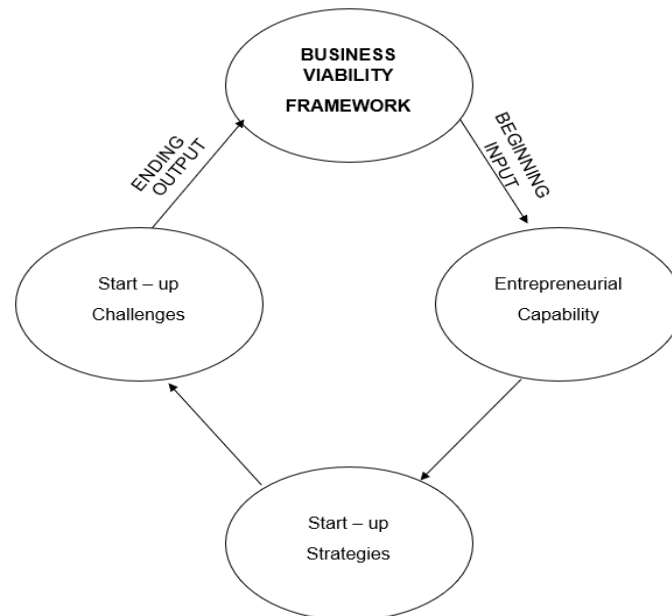 BUSINESS
VIABILITY
FRAMEWORK
ENDING
OUTPUT
BEGINNING
INPUT
Start – up
Challenges
Entrepreneurial
Capability
Start – up
Strategies